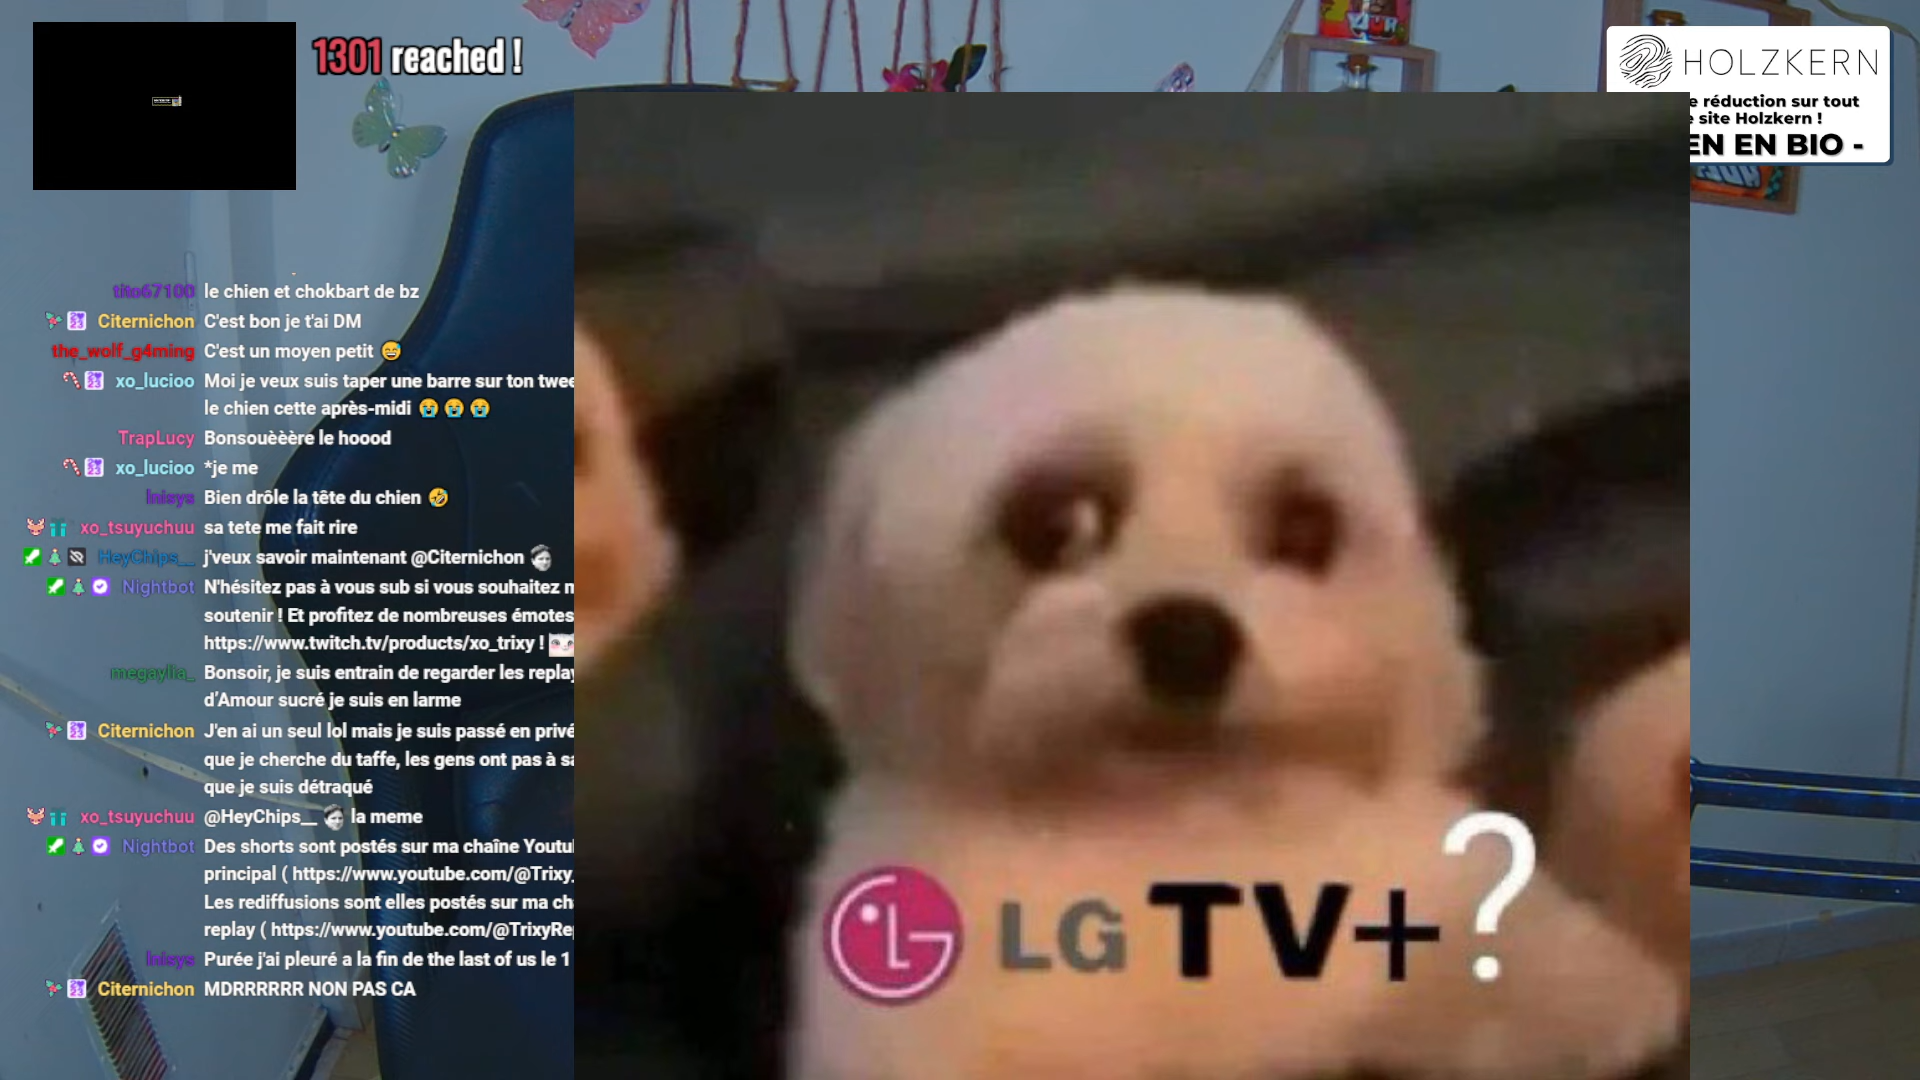 1301 reached !
HOLZKERN
e réduction sur tout
e site Holzkern !
EN EN BIO -
tito67100 le chien et chokbart de bz
Citernichon C'est bon je t'ai DM
the_wolf_g4ming C'est un moyen petit 😅
xo_lucioo Moi je veux suis taper une barre sur ton twee
le chien cette après-midi 😭 😭 😭
TrapLucy Bonsouèèère le hoood
xo_lucioo *je me
lnisys Bien drôle la tête du chien 🤣
xo_tsuyuchuu sa tete me fait rire
HeyChips__ j'veux savoir maintenant @Citernichon
Nightbot N'hésitez pas à vous sub si vous souhaitez m
soutenir ! Et profitez de nombreuses émotes
https://www.twitch.tv/products/xo_trixy !
megaylla_ Bonsoir, je suis entrain de regarder les replay
d'Amour sucré je suis en larme
Citernichon J'en ai un seul lol mais je suis passé en privé
que je cherche du taffe, les gens ont pas à sa
que je suis détraqué
xo_tsuyuchuu @HeyChips__ la meme
Nightbot Des shorts sont postés sur ma chaîne Youtu
principal ( https://www.youtube.com/@Trixy_
Les rediffusions sont elles postés sur ma cha
replay ( https://www.youtube.com/@TrixyRe
lnisys Purée j'ai pleuré a la fin de the last of us le 1
Citernichon MDRRRRRR NON PAS CA
LG LG TV+?